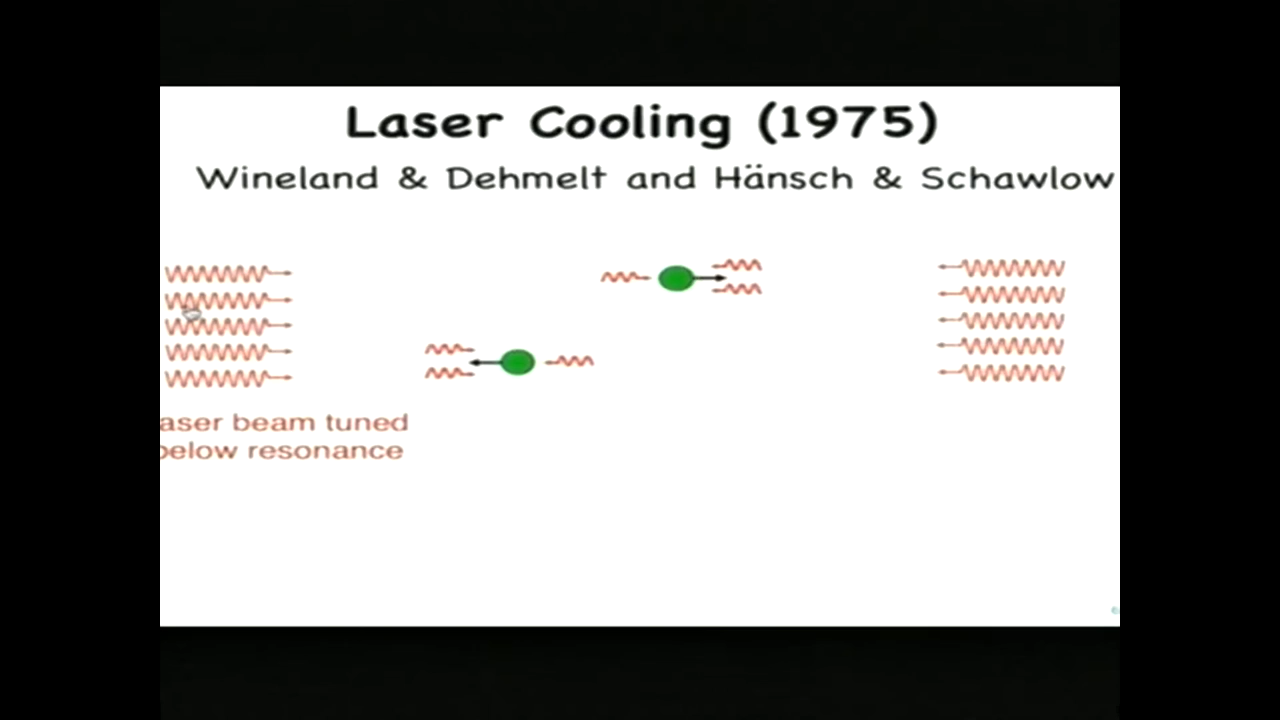 Laser Cooling (1975)
Wineland & Dehmelt and Hänsch & Schawlow
aser beam tuned
below resonance